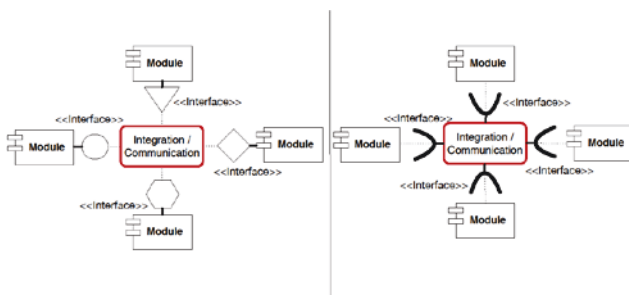 Module
<<Interface>>
<<Interface>>
Module
Integration /
Communication
Module
<<Interface>>
<<Interface>>
Module
Module
<<Interface>>
<<Interface>>
Module
Integration /
Communication
Module
<<Interface>>
<<Interface>>
Module